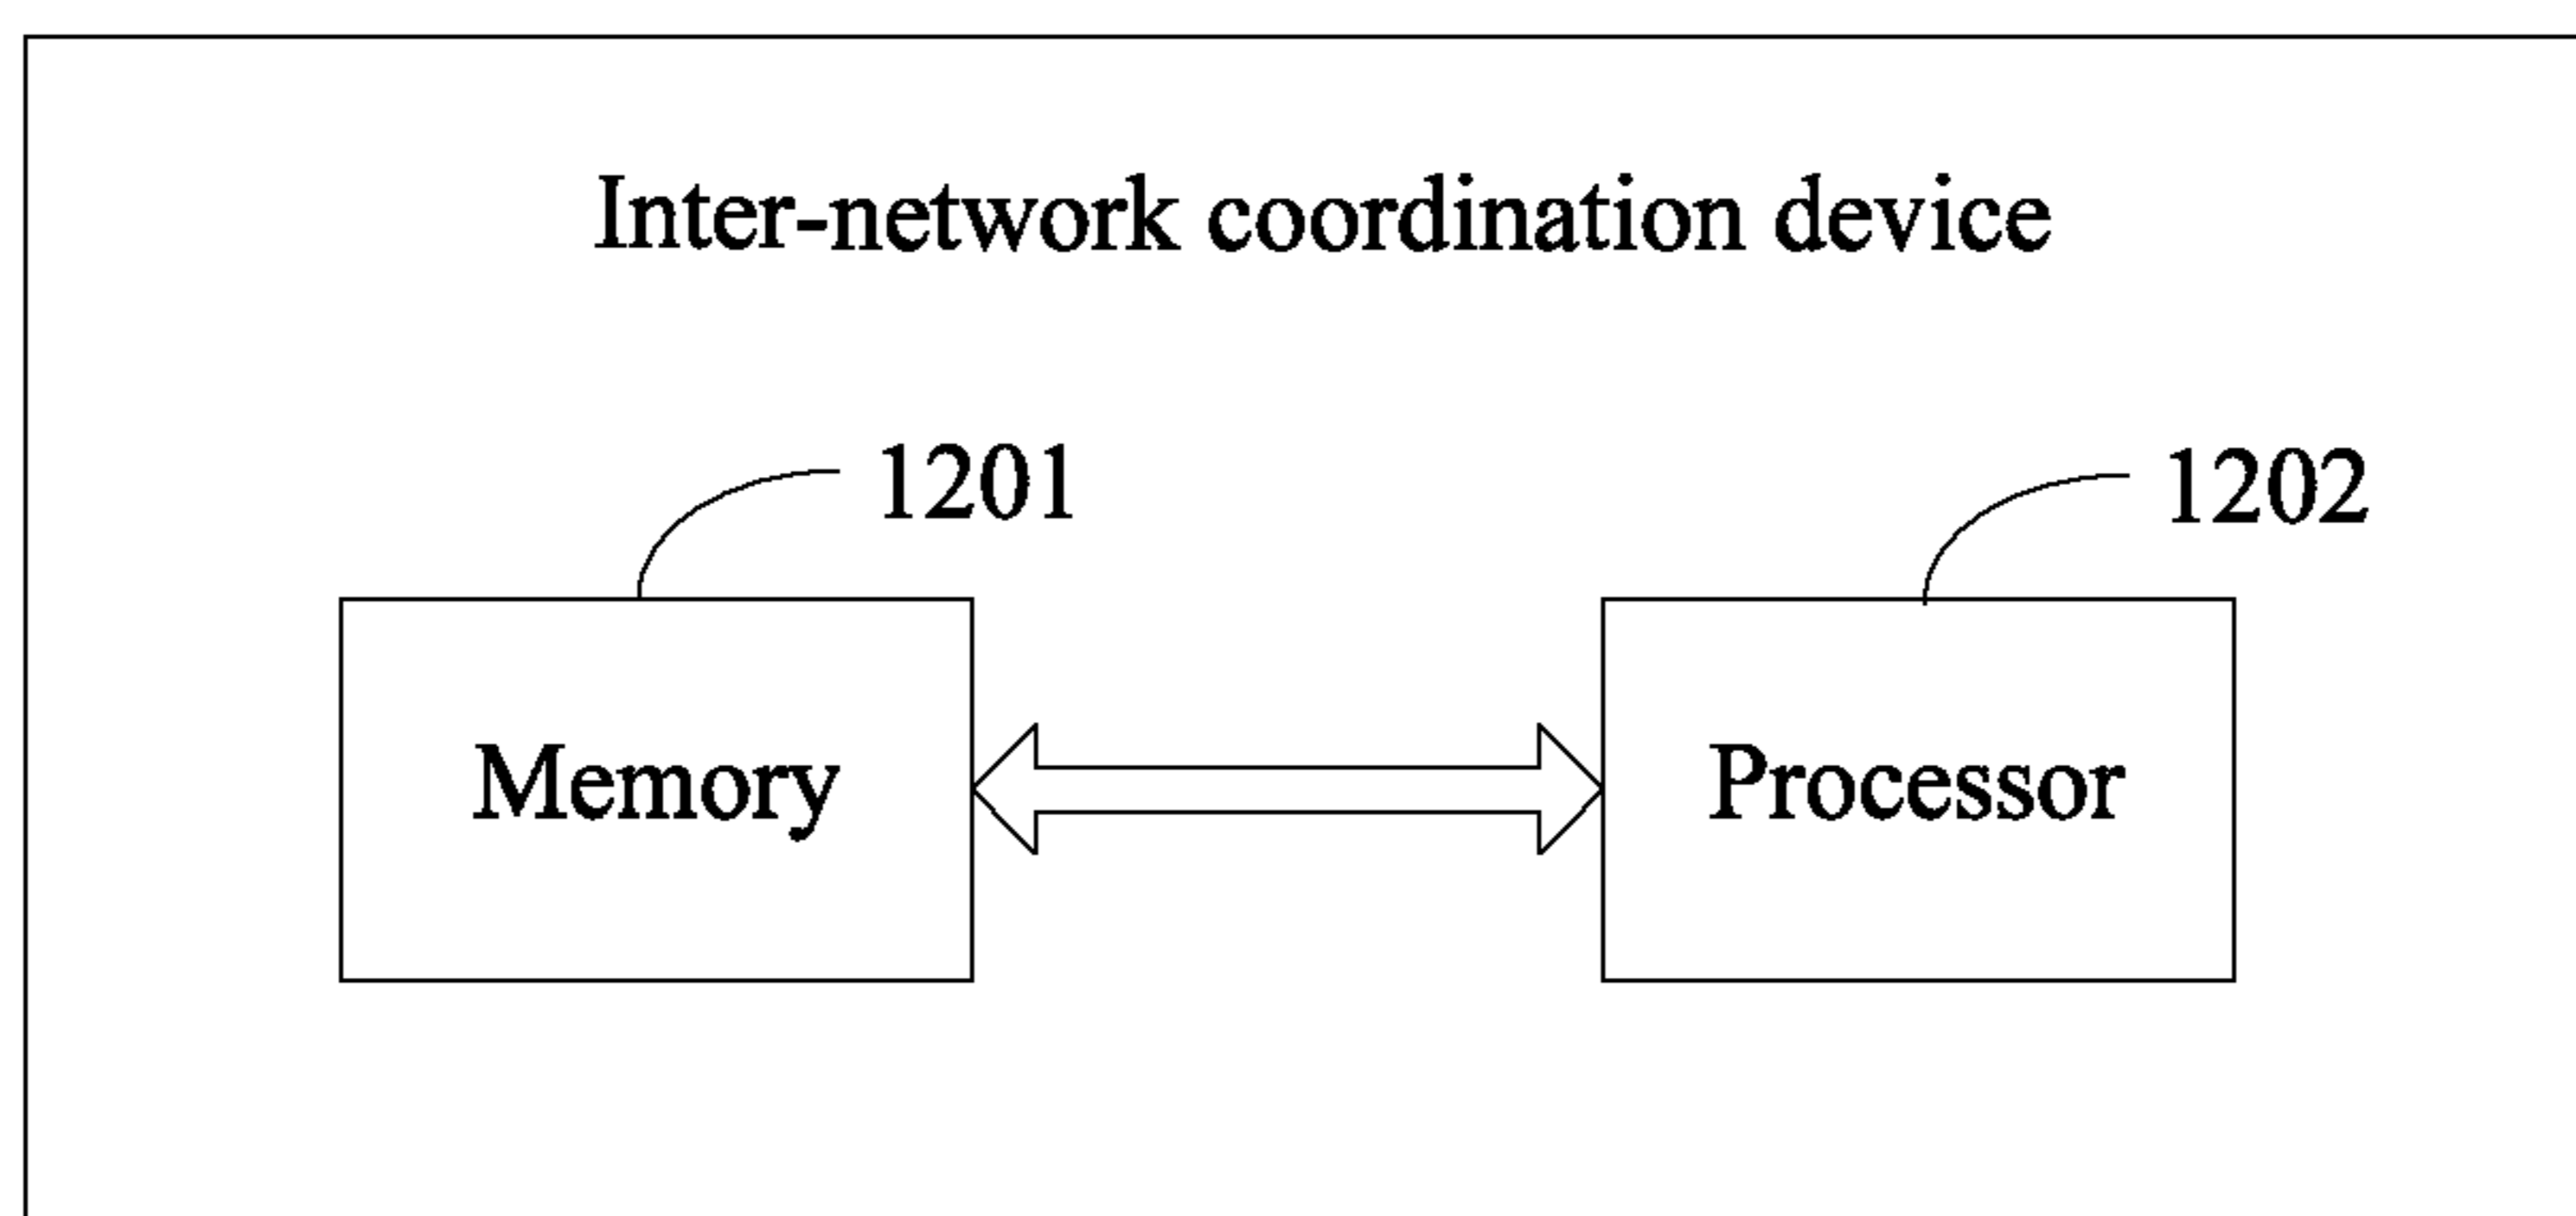 Inter-network coordination device
1201
1202
Memory
Processor